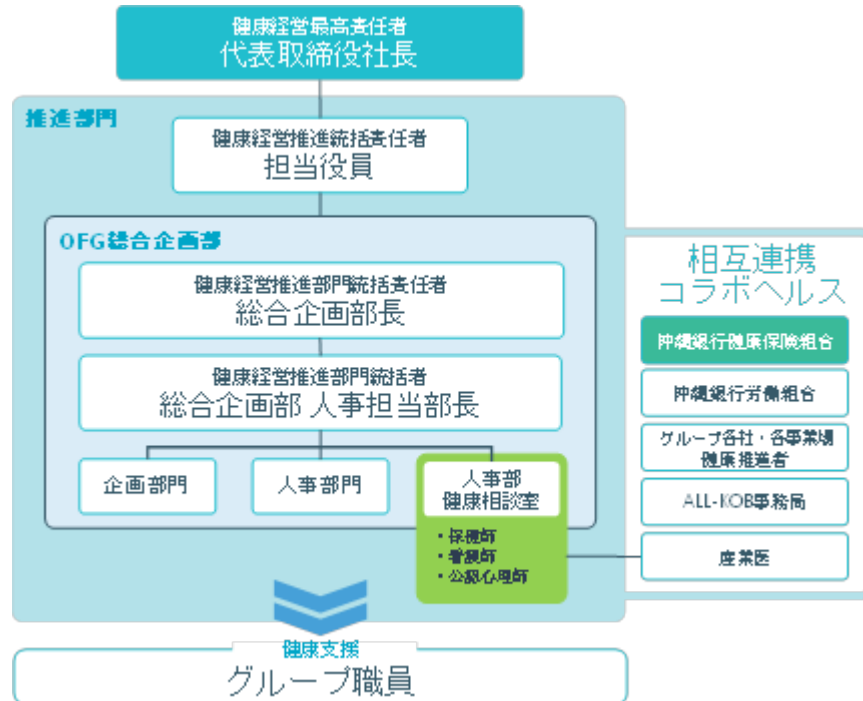 健康経営最高責任者
代表取締役社長
推進部門
健康経営推進統括責任者
担当役員
OFG総合企画部
健康経営推進部門統括責任者
総合企画部長
健康経営推進部門統括者
総合企画部 人事担当部長
企画部門
人事部門
人事部
健康相談室
・保健師
・看護師
・公認心理師
相互連携
コラボヘルス
沖縄銀行健康保険組合
沖縄銀行労働組合
グループ各社・各事業場
健康推進者
ALL-KOB事務局
産業医
健康支援
グループ職員